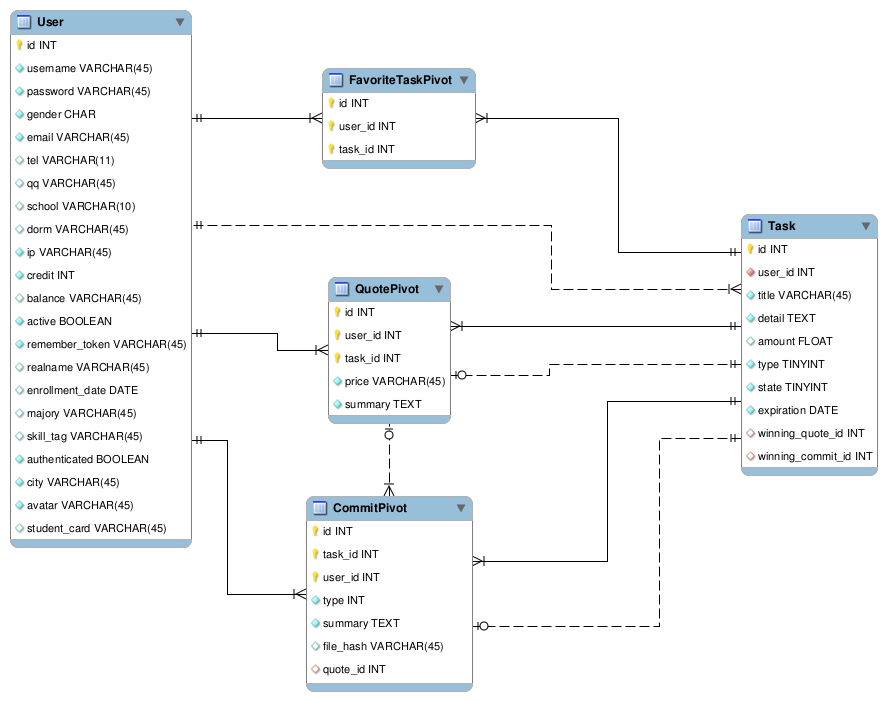 User
id INT
username VARCHAR(45)
password VARCHAR(45)
gender CHAR
email VARCHAR(45)
tel VARCHAR(11)
qq VARCHAR(45)
school VARCHAR(10)
dorm VARCHAR(45)
ip VARCHAR(45)
credit INT
balance VARCHAR(45)
active BOOLEAN
remember_token VARCHAR(45)
realname VARCHAR(45)
enrollment_date DATE
majory VARCHAR(45)
skill_tag VARCHAR(45)
authenticated BOOLEAN
city VARCHAR(45)
avatar VARCHAR(45)
student_card VARCHAR(45)
FavoriteTaskPivot
id INT
user_id INT
task_id INT
QuotePivot
id INT
user_id INT
task_id INT
price VARCHAR(45)
summary TEXT
CommitPivot
id INT
task_id INT
user_id INT
type INT
summary TEXT
file_hash VARCHAR(45)
quote_id INT
Task
id INT
user_id INT
title VARCHAR(45)
detail TEXT
amount FLOAT
type TINYINT
state TINYINT
expiration DATE
winning_quote_id INT
winning_commit_id INT